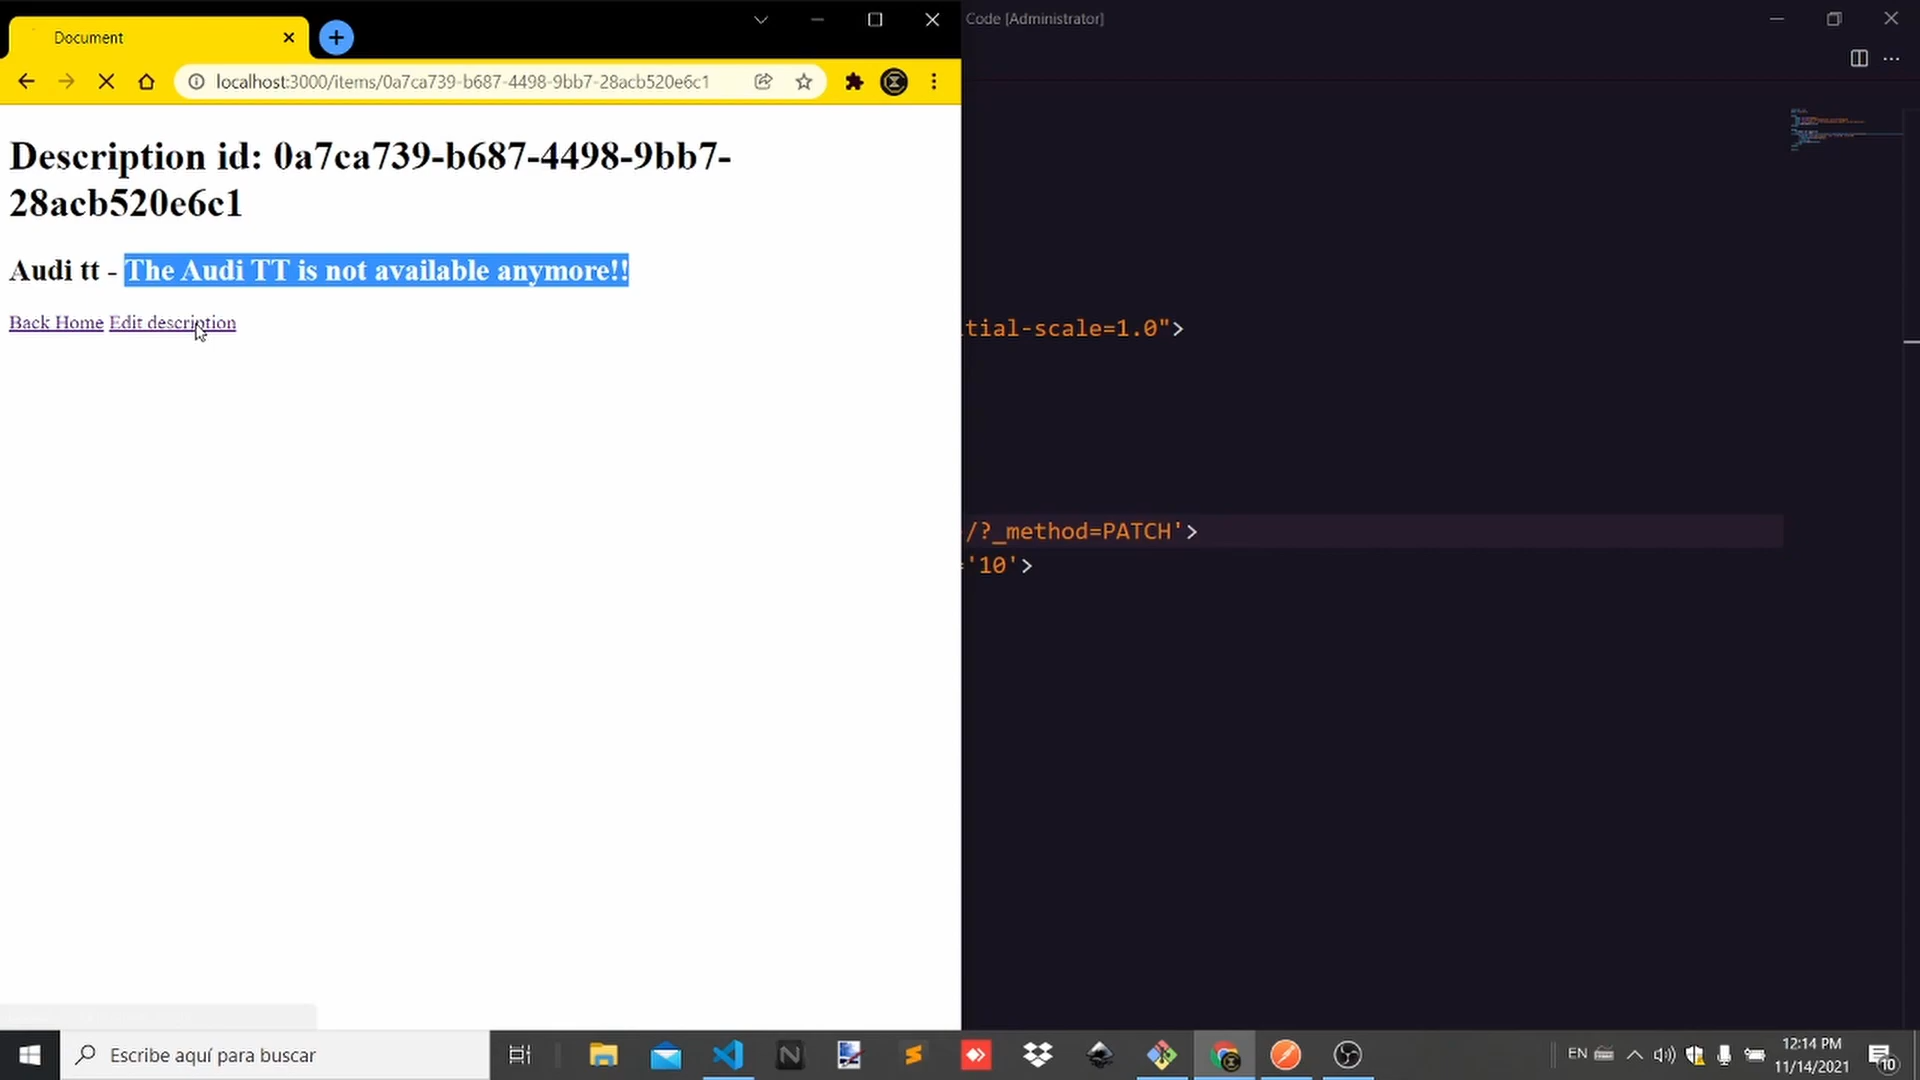 Document
Code [Administrator]
localhost:3000/items/0a7ca739-b687-4498-9bb7-28acb520e6c1
Description id: 0a7ca739-b687-4498-9bb7-
28acb520e6c1
Audi tt - The Audi TT is not available anymore!!
Back Home Edit description
tial-scale=1.0">
/?_method=PATCH'>
'10'>
Escribe aquí para buscar
EN
12:14 PM
11/14/2021
10